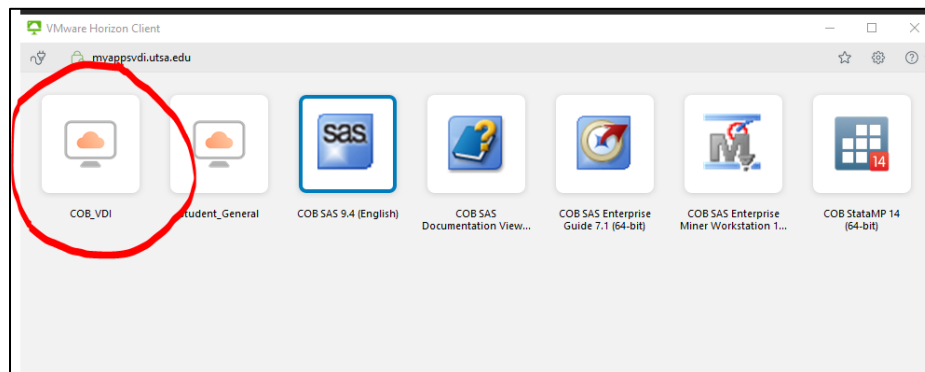 VMware Horizon Client
myappsvdi.utsa.edu
sas
14
COB_VDI
Student_General
COB SAS 9.4 (English)
COB SAS
Documentation View...
COB SAS Enterprise
Guide 7.1 (64-bit)
COB SAS Enterprise
Miner Workstation 1...
COB StataMP 14
(64-bit)